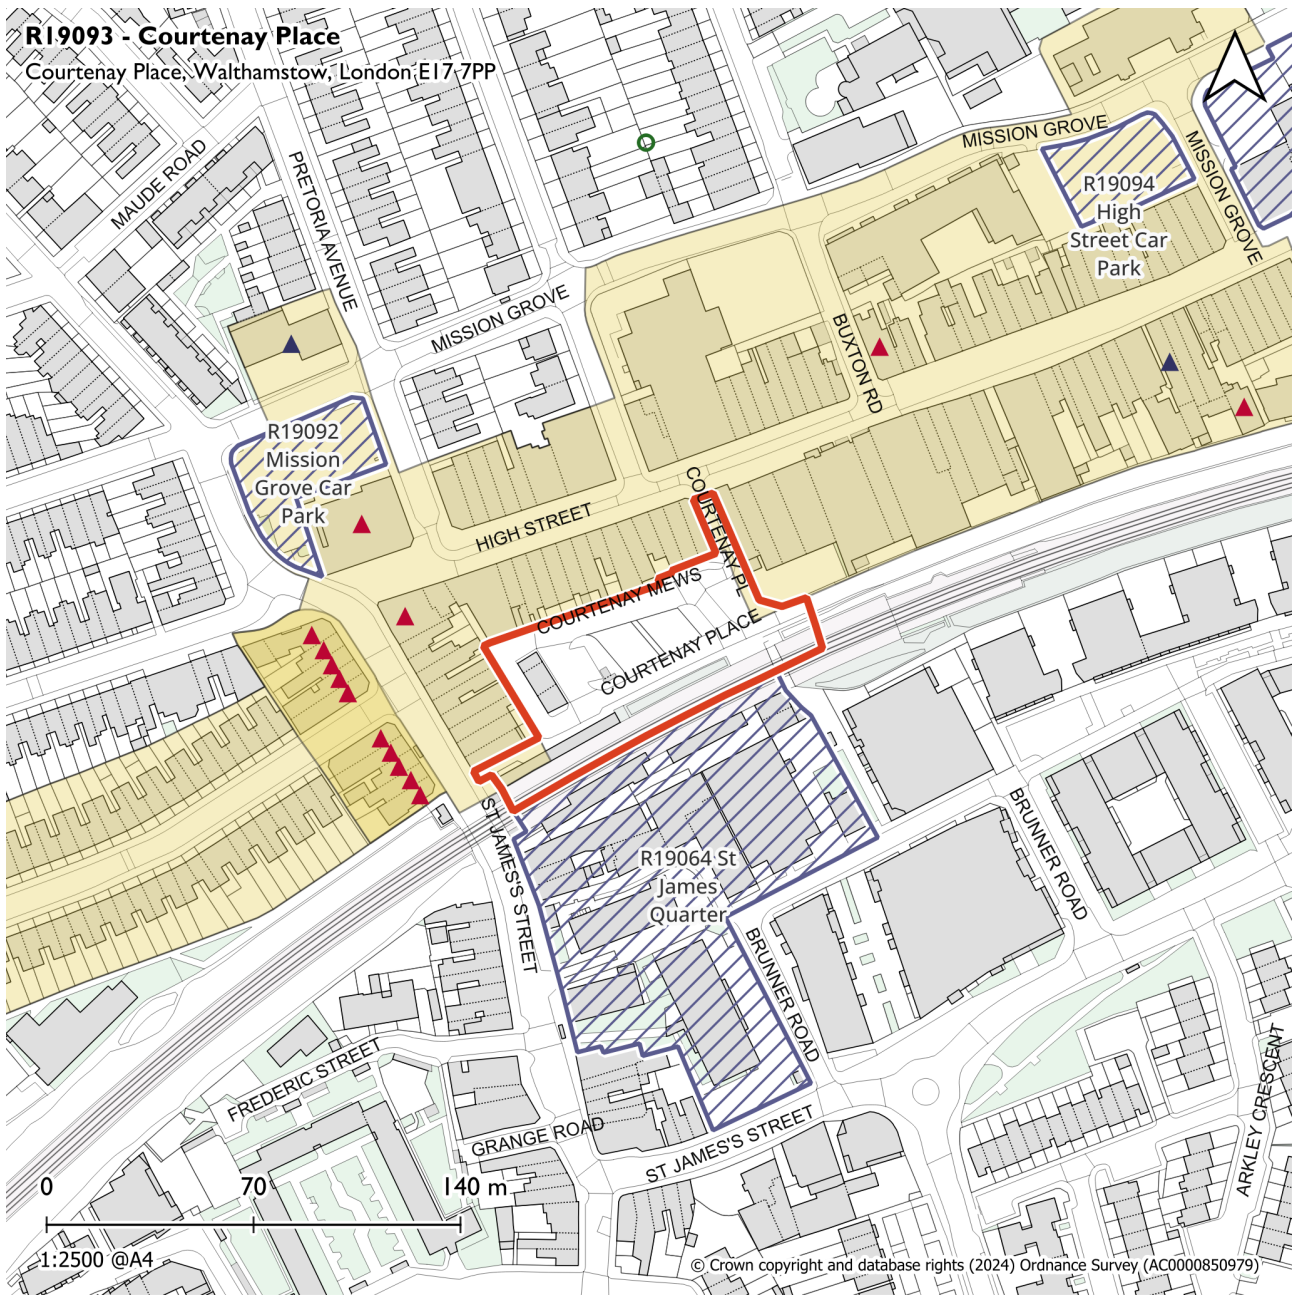 R19093 - Courtenay Place
Courtenay Place, Walthamstow, London E17 7PP
MAUDE ROAD
PRETORIA AVENUE
MISSION GROVE
MISSION GROVE
MISSION GROVE
R19094
High
Street Car
Park
BUXTON RD
R19092
Mission
Grove Car
Park
HIGH STREET
COURTENAY PL
COURTENAY MEWS
COURTENAY PLACE
ST JAMES'S STREET
R19064 St
James
Quarter
BRUNNER ROAD
BRUNNER ROAD
FREDERIC STREET
GRANGE ROAD
ST JAMES'S STREET
ARKLEY CRESCENT
0 70 140 m
1:2500 @A4
© Crown copyright and database rights (2024) Ordnance Survey (AC0000850979)